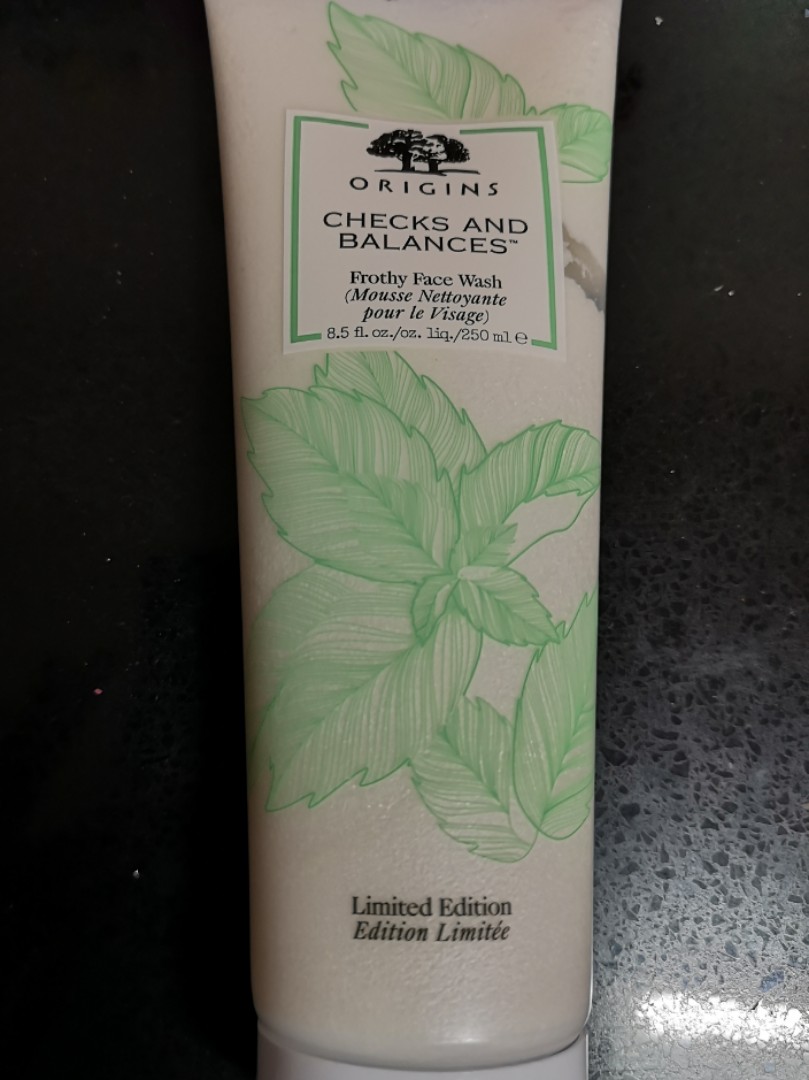 ORIGINS
CHECKS AND
BALANCES™
Frothy Face Wash
(Mousse Nettoyante
pour le Visage)
8.5 fl. oz./oz. liq./250 ml ℮
Limited Edition
Edition Limitée